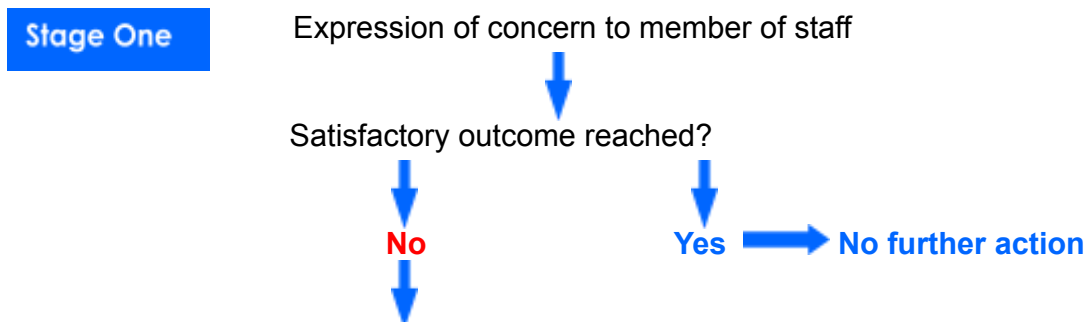 Stage One
Expression of concern to member of staff
Satisfactory outcome reached?
No
Yes
No further action